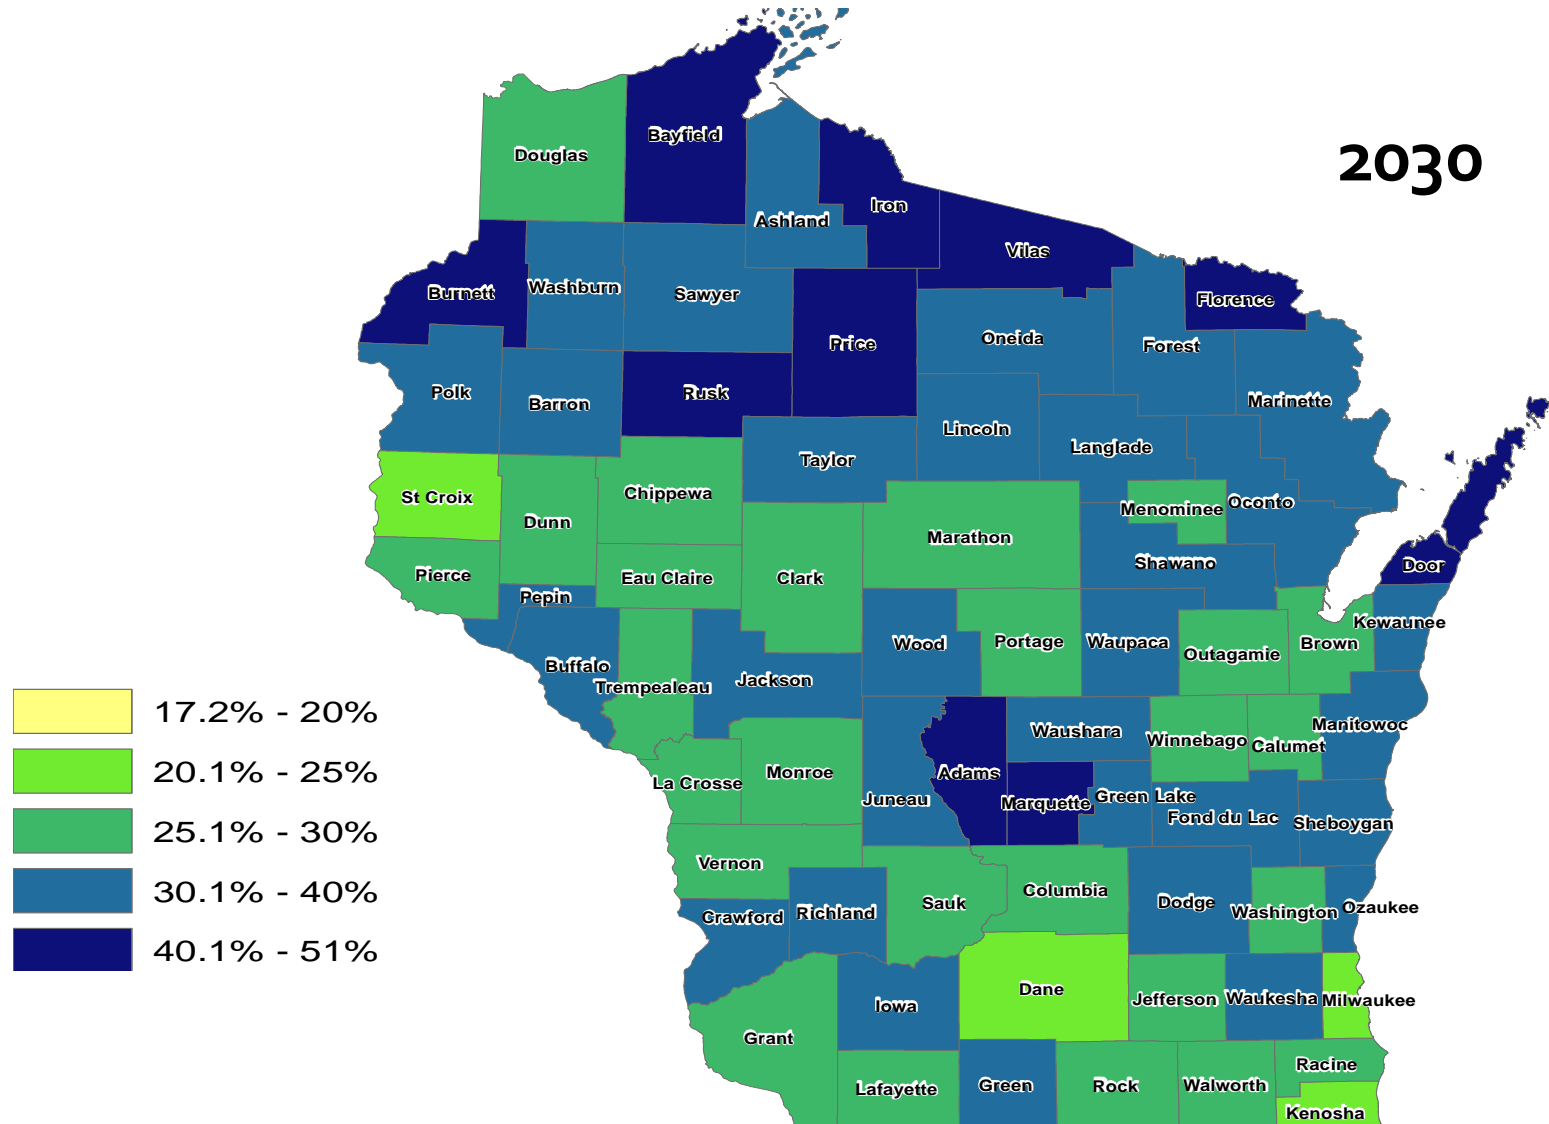 2030
Bayfield
Douglas
Iron
Ashland
Vilas
Washburn
Burnett
Sawyer
Florence
Oneida
Price
Forest
Polk
Rusk
Barron
Marinette
Lincoln
Langlade
Taylor
St Croix
Chippewa
Oconto
Menominee
Dunn
Marathon
Shawano
Door
Pierce
Eau Claire
Clark
Pepin
Kewaunee
Wood
Portage
Waupaca
Brown
Outagamie
Buffalo
Trempealeau
Jackson
17.2% - 20%
Manitowoc
Waushara
Winnebago
Calumet
20.1% - 25%
Monroe
Adams
La Crosse
Juneau
Marquette
Green Lake
Fond du Lac
Sheboygan
25.1% - 30%
Vernon
Columbia
30.1% - 40%
Sauk
Dodge
Ozaukee
Crawford
Richland
Washington
40.1% - 51%
Dane
Jefferson
Waukesha
Milwaukee
Iowa
Grant
Racine
Lafayette
Green
Rock
Walworth
Kenosha